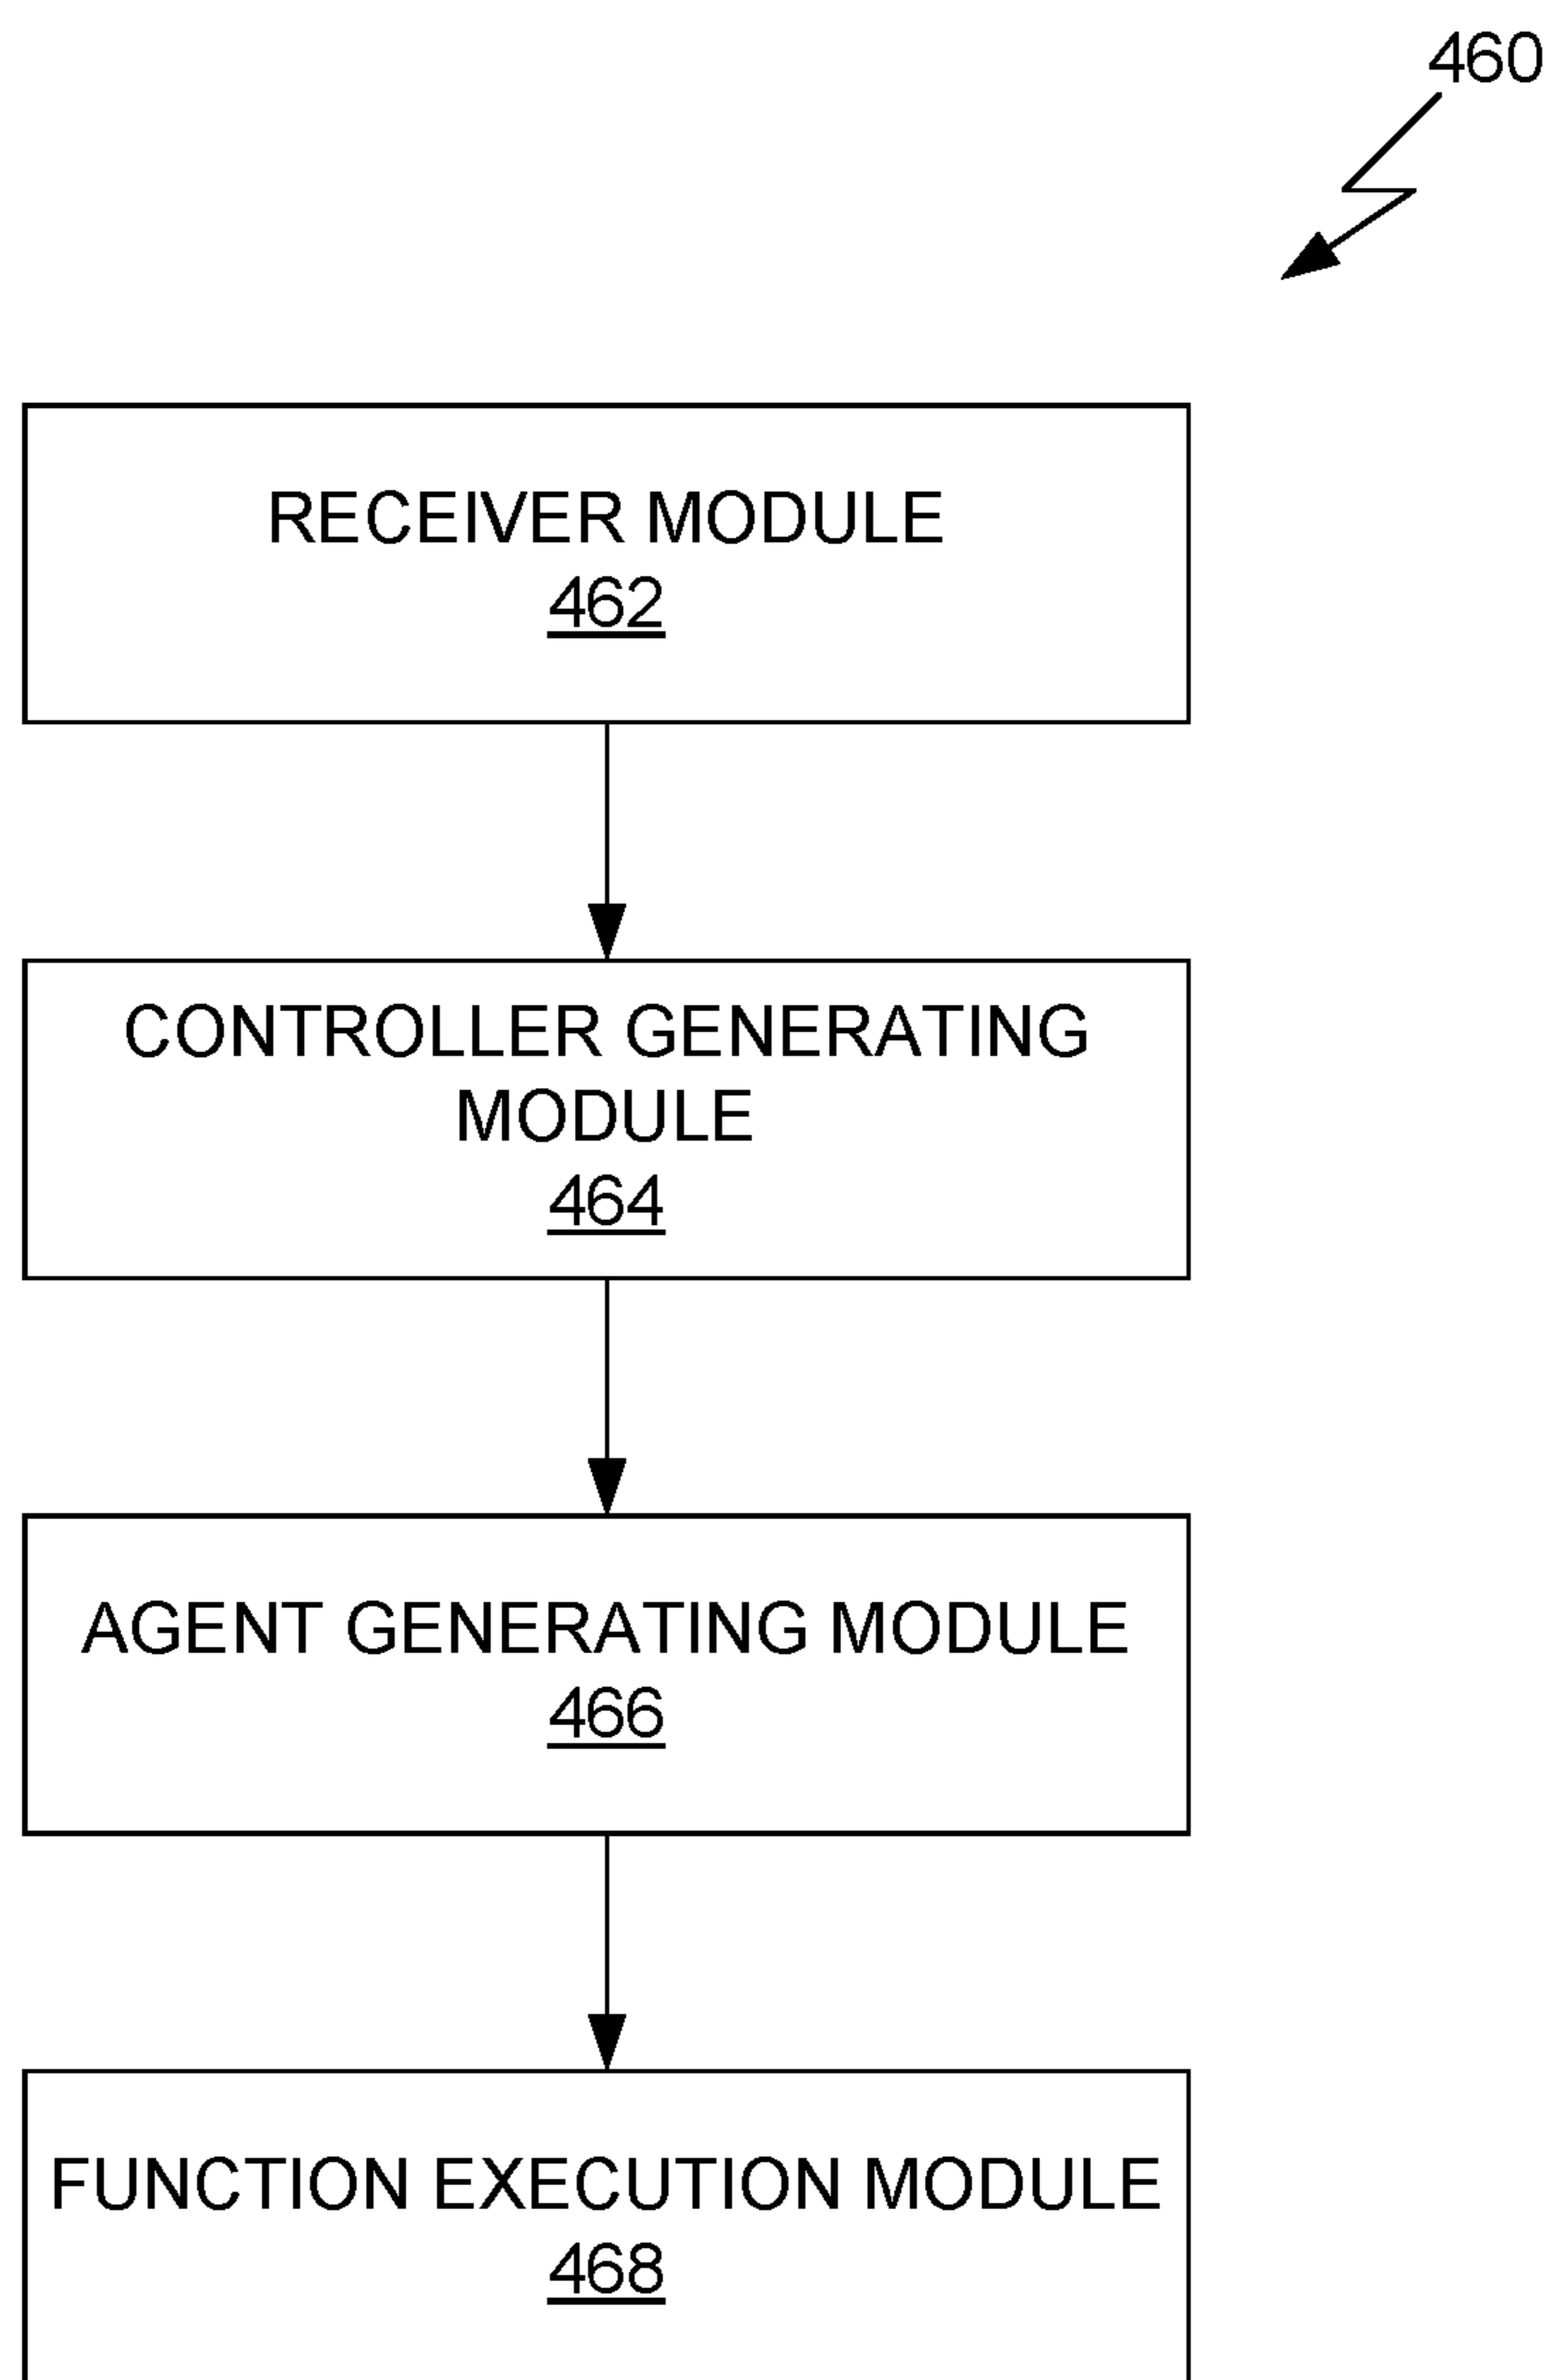 460
RECEIVER MODULE
462
CONTROLLER GENERATING
MODULE
464
AGENT GENERATING MODULE
466
FUNCTION EXECUTION MODULE
468